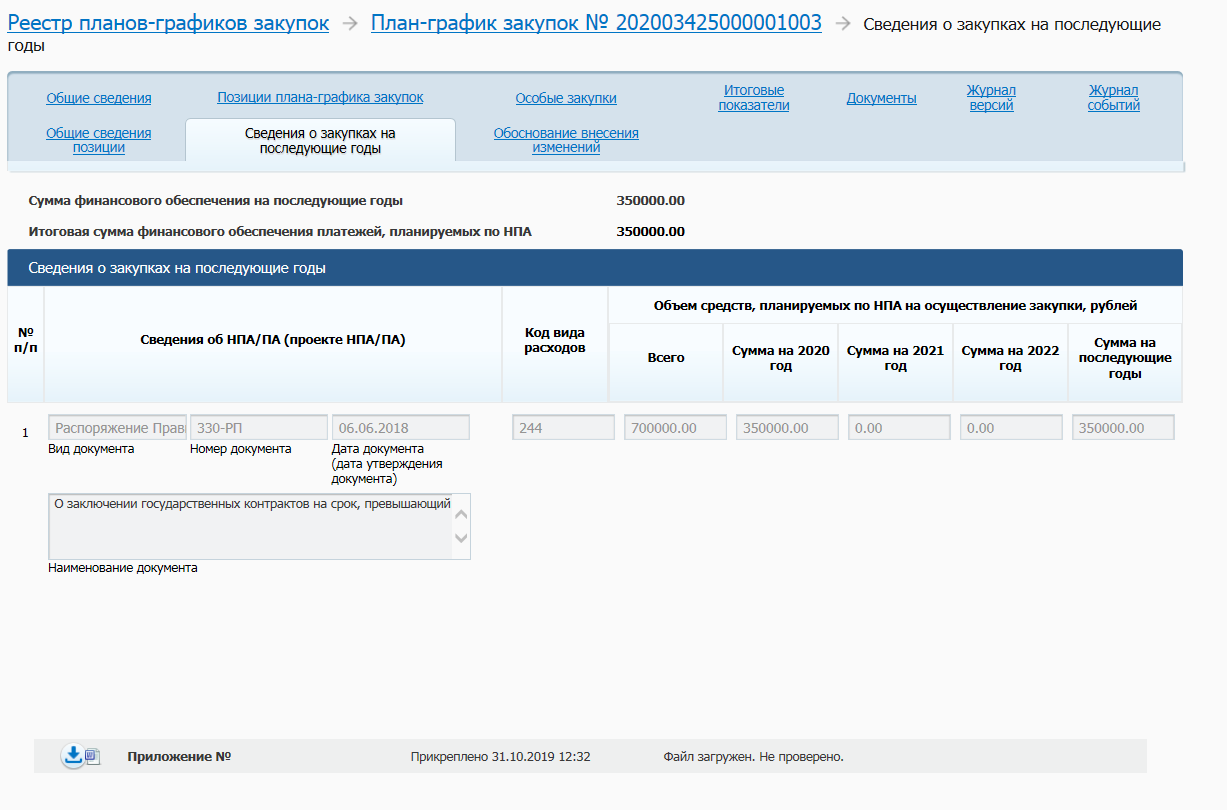 Реестр планов-графиков закупок → План-график закупок № 202003425000001003 → Сведения о закупках на последующие
годы
Общие сведения
Позиции плана-графика закупок
Особые закупки
Итоговые
показатели
Документы
Журнал
версий
Журнал
событий
Общие сведения
позиции
Сведения о закупках на
последующие годы
Обоснование внесения
изменений
Сумма финансового обеспечения на последующие годы 350000.00
Итоговая сумма финансового обеспечения платежей, планируемых по НПА 350000.00
Сведения о закупках на последующие годы
№
п/п
Сведения об НПА/ПА (проекте НПА/ПА)
Код вида
расходов
Объем средств, планируемых по НПА на осуществление закупки, рублей
Всего
Сумма на 2020
год
Сумма на 2021
год
Сумма на 2022
год
Сумма на
последующие
годы
1 Распоряжение Прав 330-РП 06.06.2018 244 700000.00 350000.00 0.00 0.00 350000.00
Вид документа
Номер документа
Дата документа
(дата утверждения
документа)
О заключении государственных контрактов на срок, превышающий
Наименование документа
Приложение № Прикреплено 31.10.2019 12:32 Файл загружен. Не проверено.